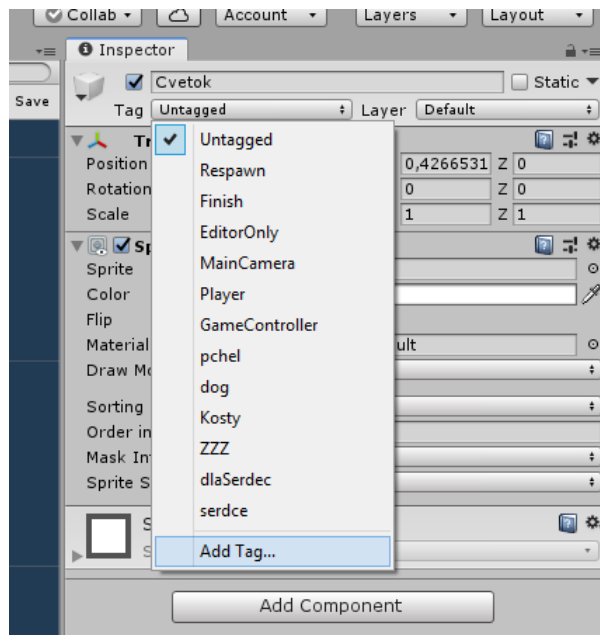 Collab Account Layers Layout
Inspector
Save
Cvetok Static
Tag Untagged Layer Default
Tr
Position 0,4266531 Z 0
Rotation 0 Z 0
Scale 1 Z 1
Sp
Sprite
Color
Flip
Material ult
Draw Mo
Sorting
Order in
Mask Int
Sprite S
S
S
Untagged
Respawn
Finish
EditorOnly
MainCamera
Player
GameController
pchel
dog
Kosty
ZZZ
dlaSerdec
serdce
Add Tag...
Add Component